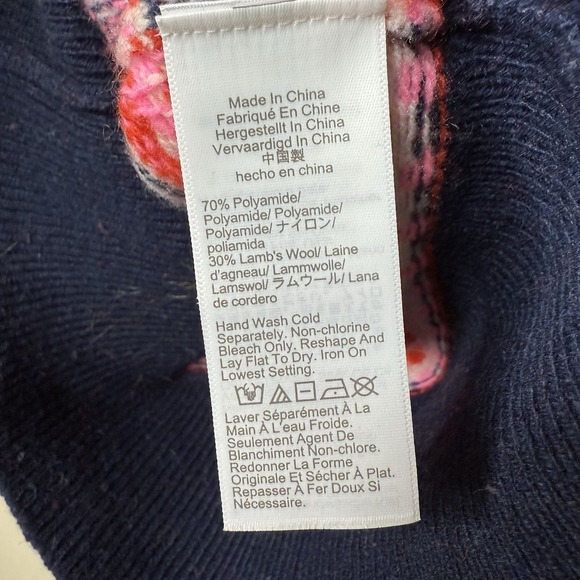 Made In China
Fabriqué En Chine
Hergestellt In China
Vervaardigd In China
中国製
hecho en china
70% Polyamide/
Polyamide/ Polyamide/
Polyamide/ ナイロン/
poliamida
30% Lamb's Wool/ Laine
d'agneau/ Lammwolle/
Lamswol/ ラムウール/ Lana
de cordero
Hand Wash Cold
Separately. Non-chlorine
Bleach Only. Reshape And
Lay Flat To Dry. Iron On
Lowest Setting.
Laver Séparément À La
Main À L'eau Froide.
Seulement Agent De
Blanchiment Non-chlore.
Redonner La Forme
Originale Et Sécher À Plat.
Repasser À Fer Doux Si
Nécessaire.